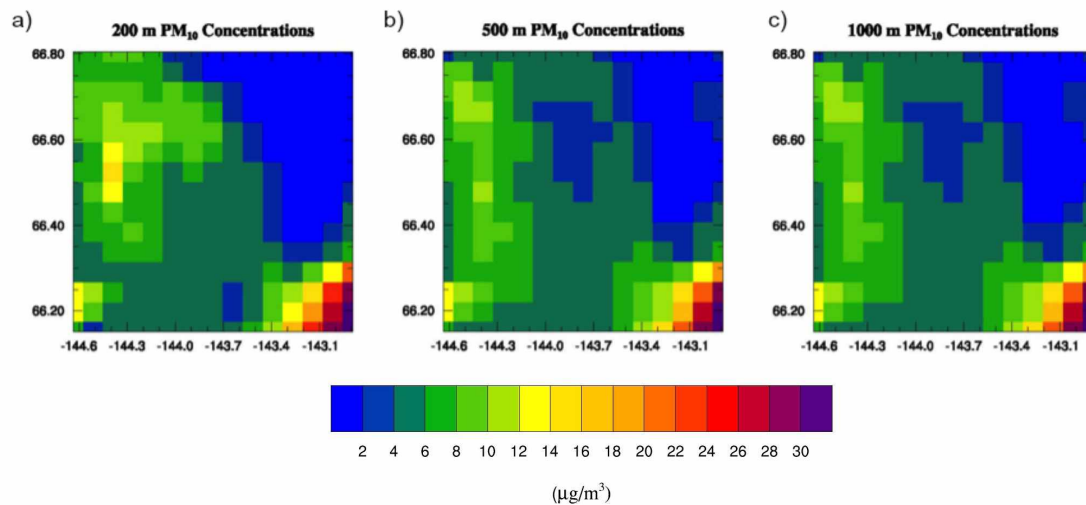 a)
200 m PM₁₀ Concentrations
66.80
66.60
66.40
66.20
-144.6 -144.3 -144.0 -143.7 -143.4 -143.1
b)
500 m PM₁₀ Concentrations
66.80
66.60
66.40
66.20
-144.6 -144.3 -144.0 -143.7 -143.4 -143.1
c)
1000 m PM₁₀ Concentrations
66.80
66.60
66.40
66.20
-144.6 -144.3 -144.0 -143.7 -143.4 -143.1
2 4 6 8 10 12 14 16 18 20 22 24 26 28 30
(µg/m³)